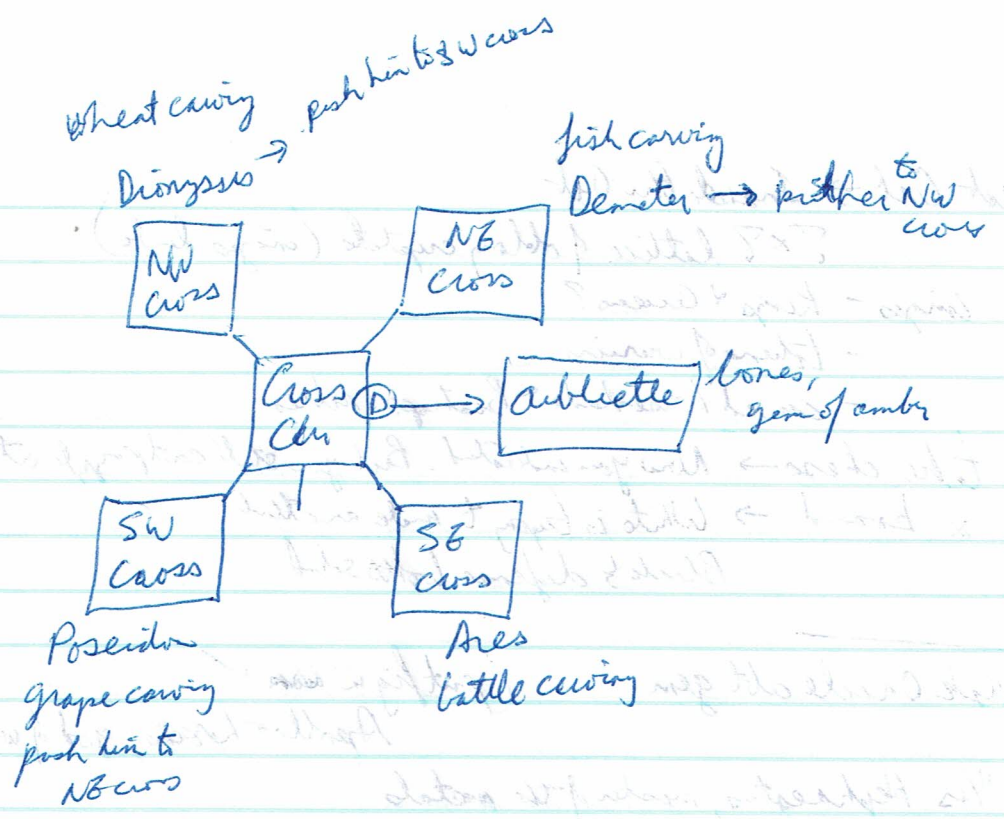 wheat carving
Dionysus → push him to SW cross
fish carving
Demeter → push her to NW
cross
NW
cross
NE
cross
Cross
Cham
D
oubliette
bones,
gem of amber
SW
Cross
SE
cross
Poseidon
grape carving
push him to
NE cross
Ares
battle carving